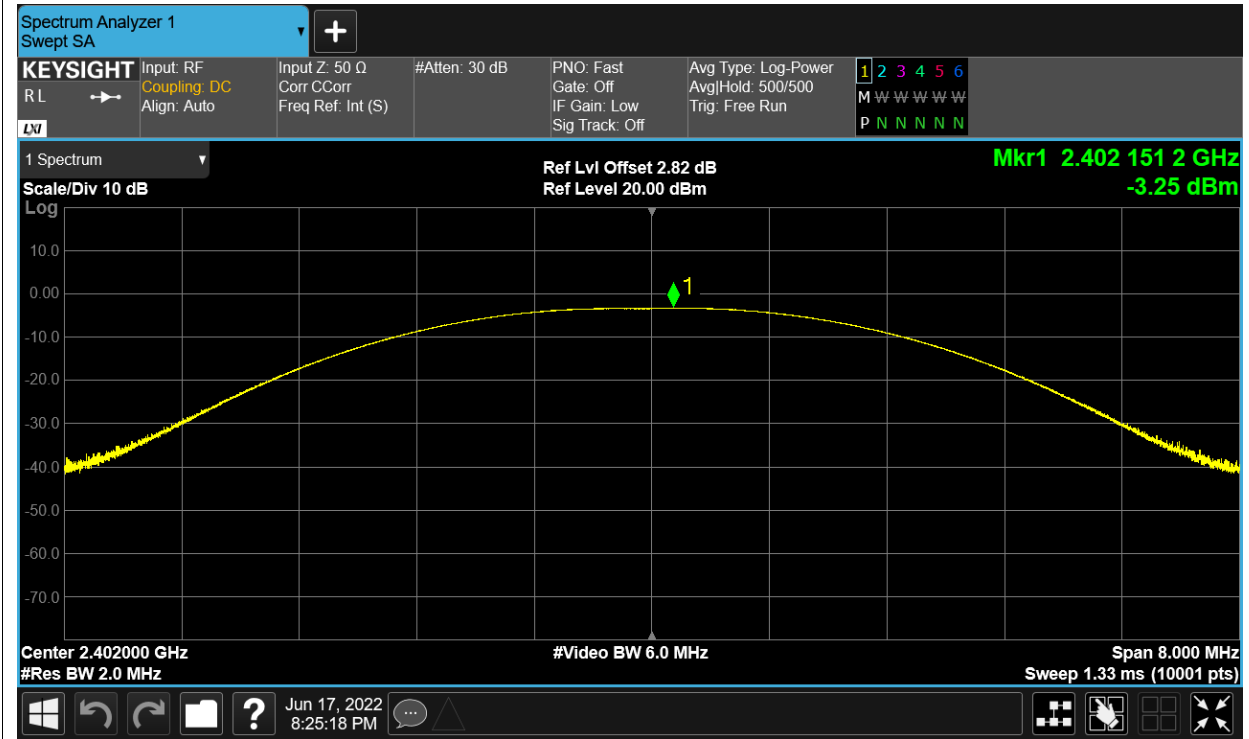 Spectrum Analyzer 1
Swept SA
KEYSIGHT
R L
LXI
Input: RF
Coupling: DC
Align: Auto
Input Z: 50 Ω
Corr CCorr
Freq Ref: Int (S)
#Atten: 30 dB
PNO: Fast
Gate: Off
IF Gain: Low
Sig Track: Off
Avg Type: Log-Power
Avg|Hold: 500/500
Trig: Free Run
1 2 3 4 5 6
M W W W W W
P N N N N N
1 Spectrum
Scale/Div 10 dB
Log
Ref Lvl Offset 2.82 dB
Ref Level 20.00 dBm
Mkr1 2.402 151 2 GHz
-3.25 dBm
10.0
0.00
-10.0
-20.0
-30.0
-40.0
-50.0
-60.0
-70.0
1
Center 2.402000 GHz
#Res BW 2.0 MHz
#Video BW 6.0 MHz
Span 8.000 MHz
Sweep 1.33 ms (10001 pts)
?
Jun 17, 2022
8:25:18 PM